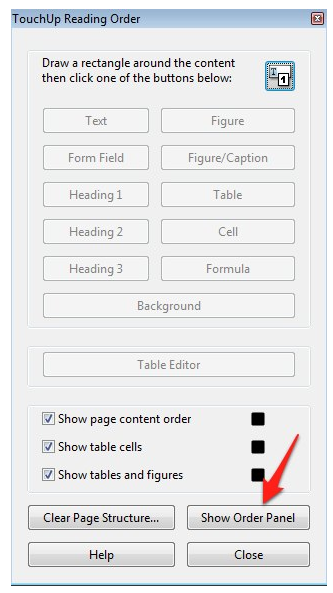 TouchUp Reading Order
Draw a rectangle around the content
then click one of the buttons below:
1
1
Text
Figure
Form Field
Figure/Caption
Heading 1
Table
Heading 2
Cell
Heading 3
Formula
Background
Table Editor
Show page content order
Show table cells
Show tables and figures
Clear Page Structure...
Show Order Panel
Help
Close